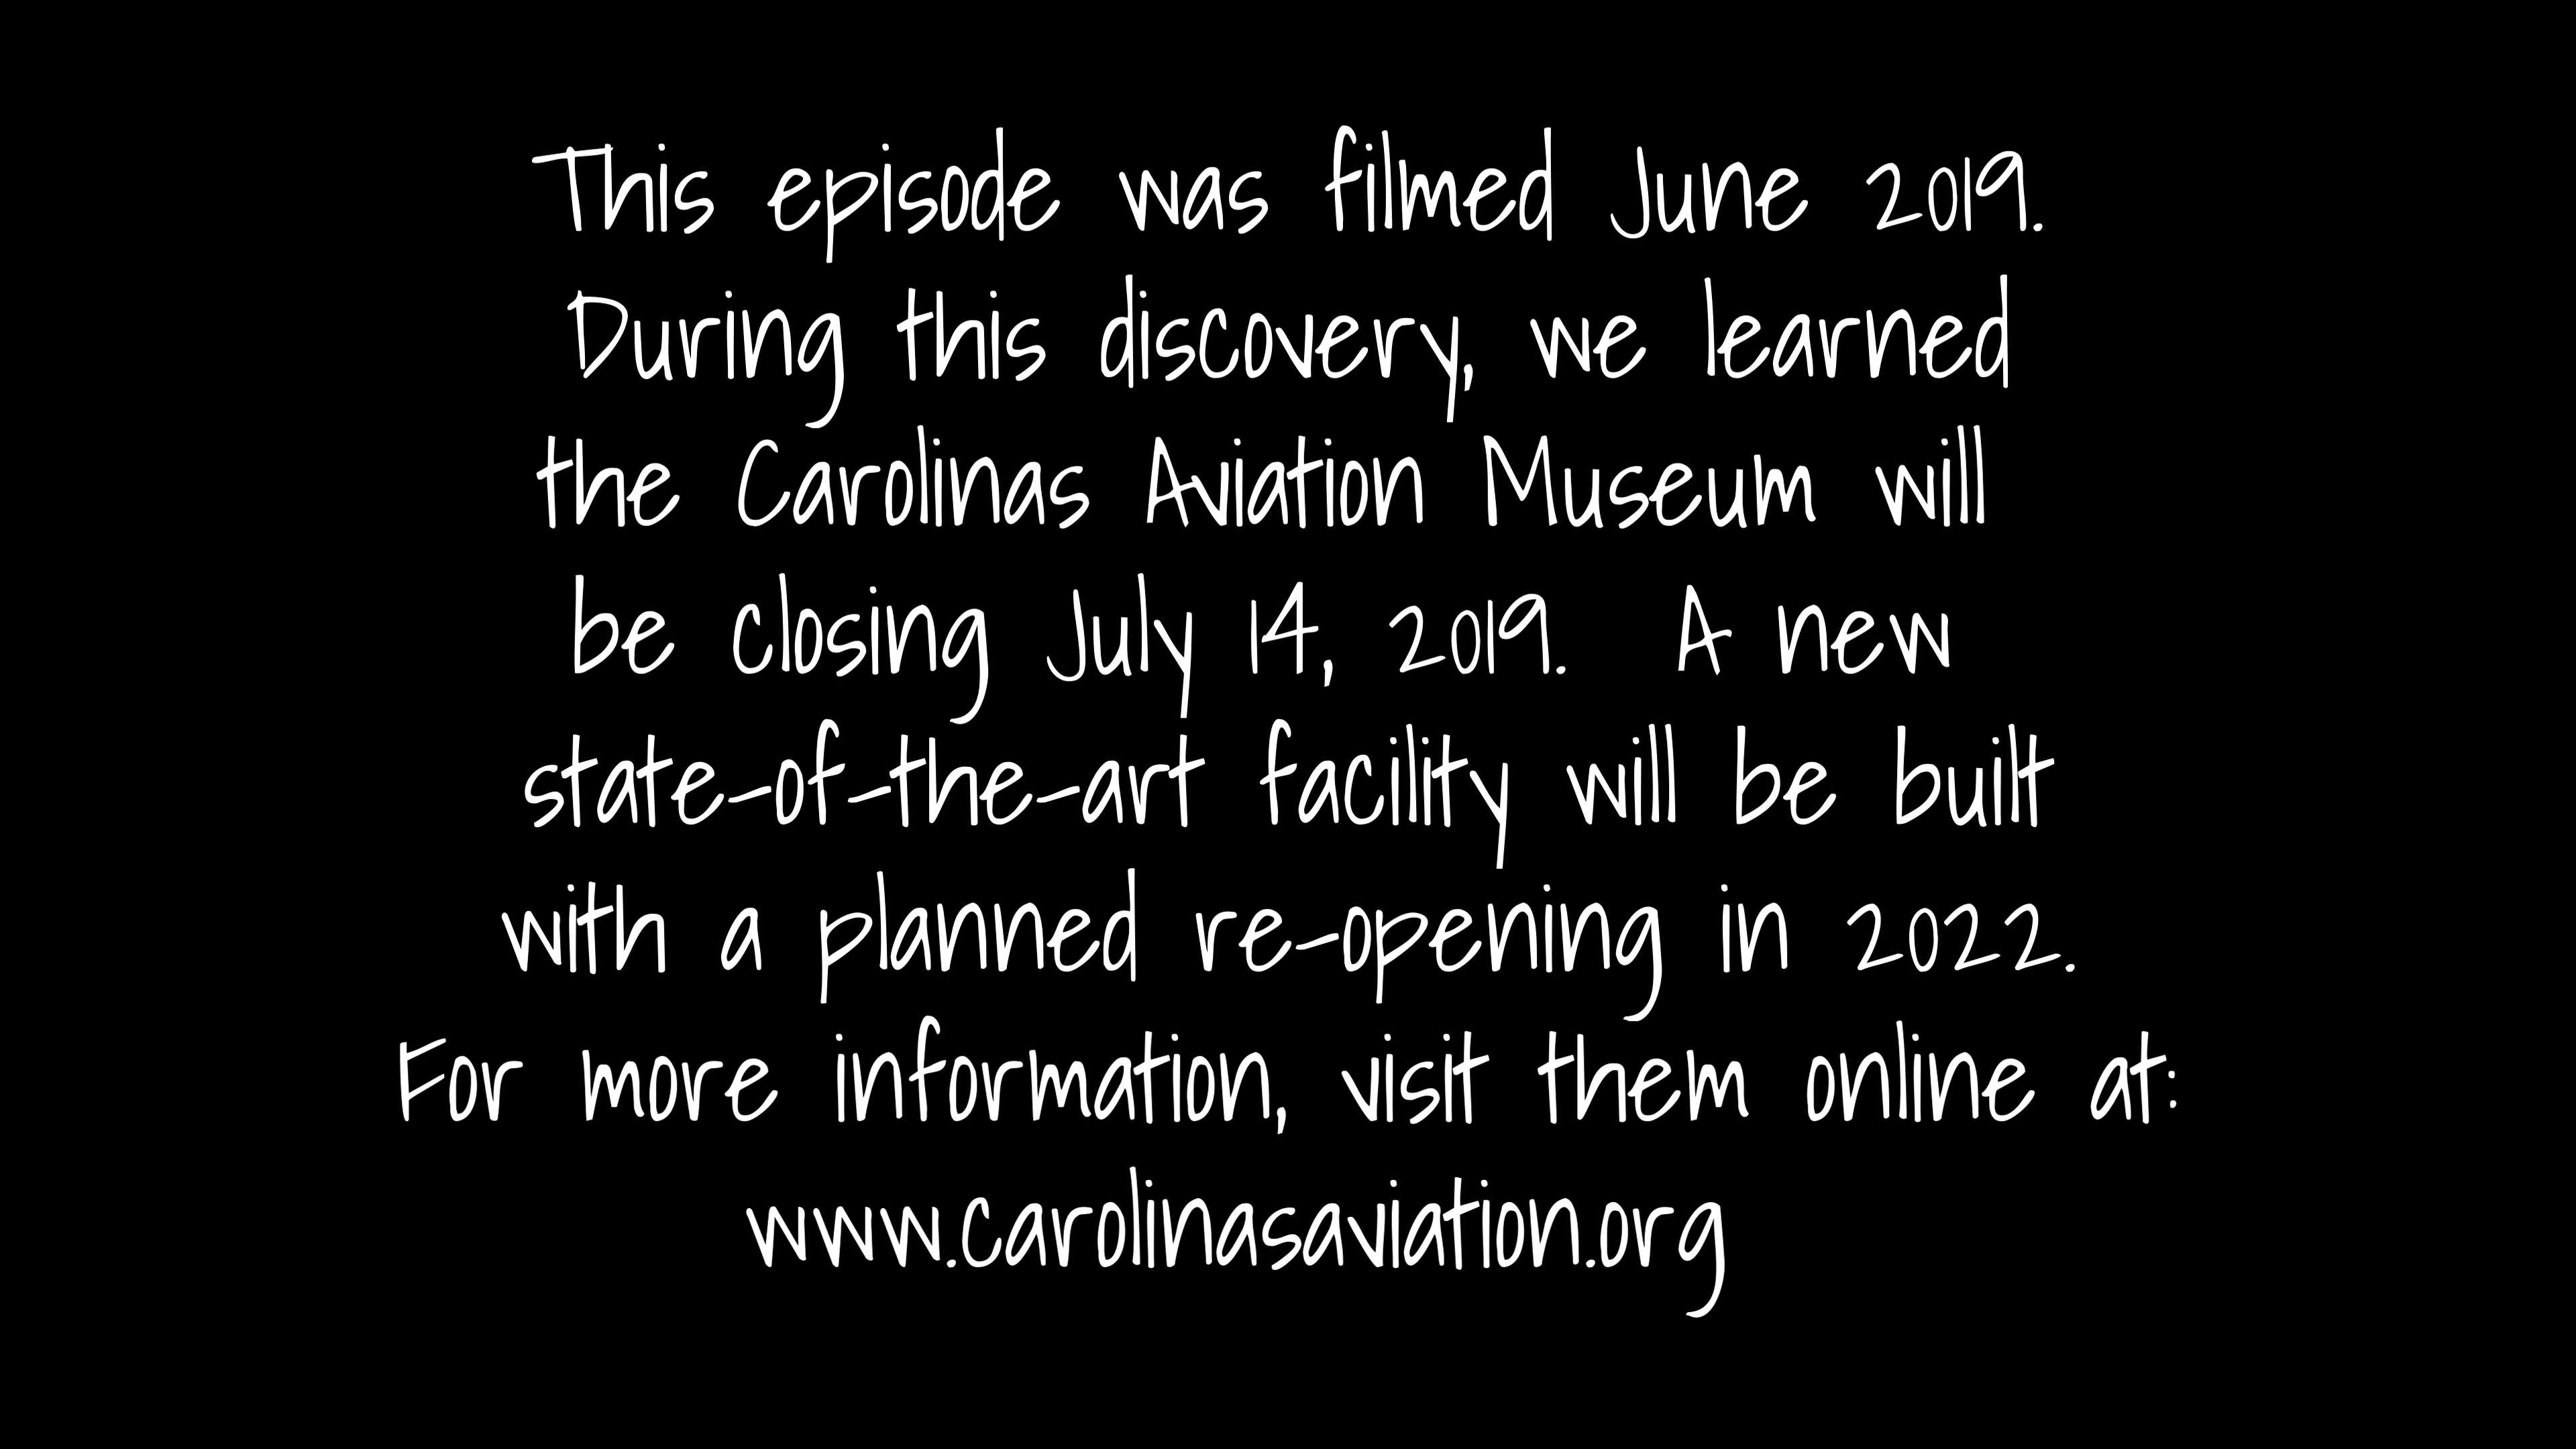 This episode was filmed June 2019.
During this discovery, we learned
the Carolinas Aviation Museum will
be closing July 14, 2019. A new
state-of-the-art facility will be built
with a planned re-opening in 2022.
For more information, visit them online at:
www.carolinasaviation.org